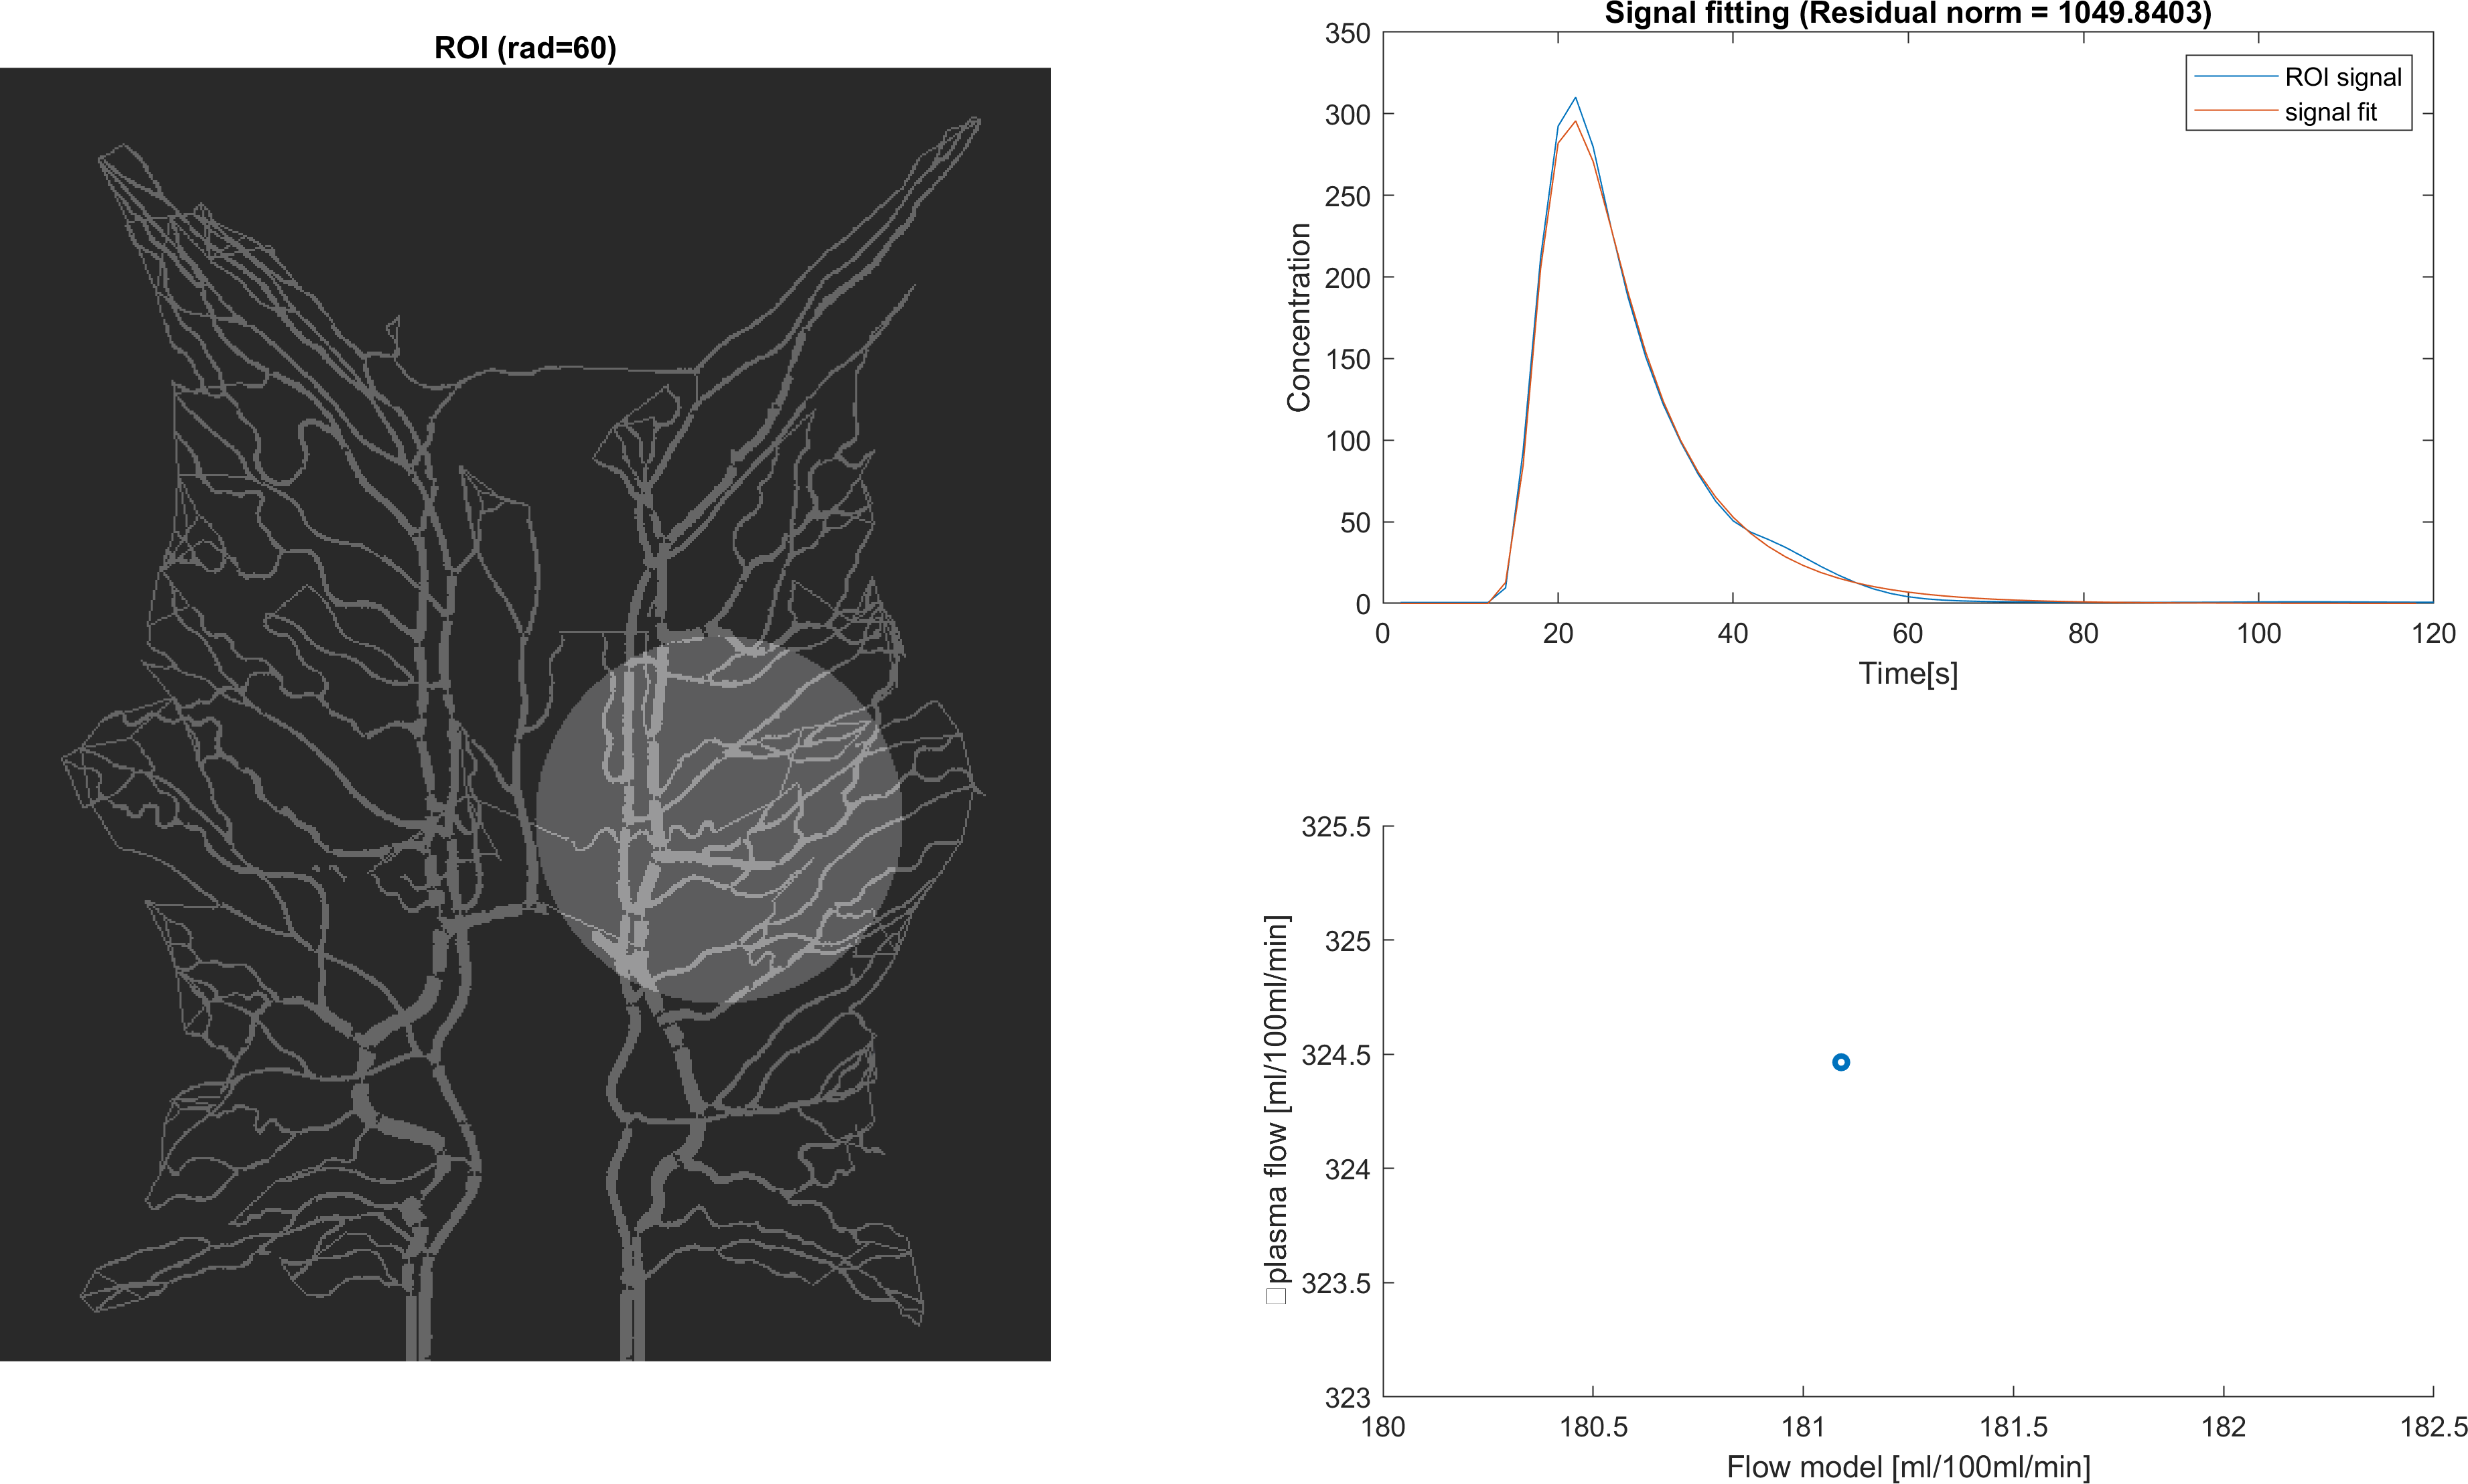 ROI (rad=60)
Signal fitting (Residual norm = 1049.8403)
350
300
250
200
150
100
50
0
Concentration
ROI signal
signal fit
0 20 40 60 80 100 120
Time[s]
325.5
325
324.5
324
323.5
323
□plasma flow [ml/100ml/min]
180 180.5 181 181.5 182 182.5
Flow model [ml/100ml/min]